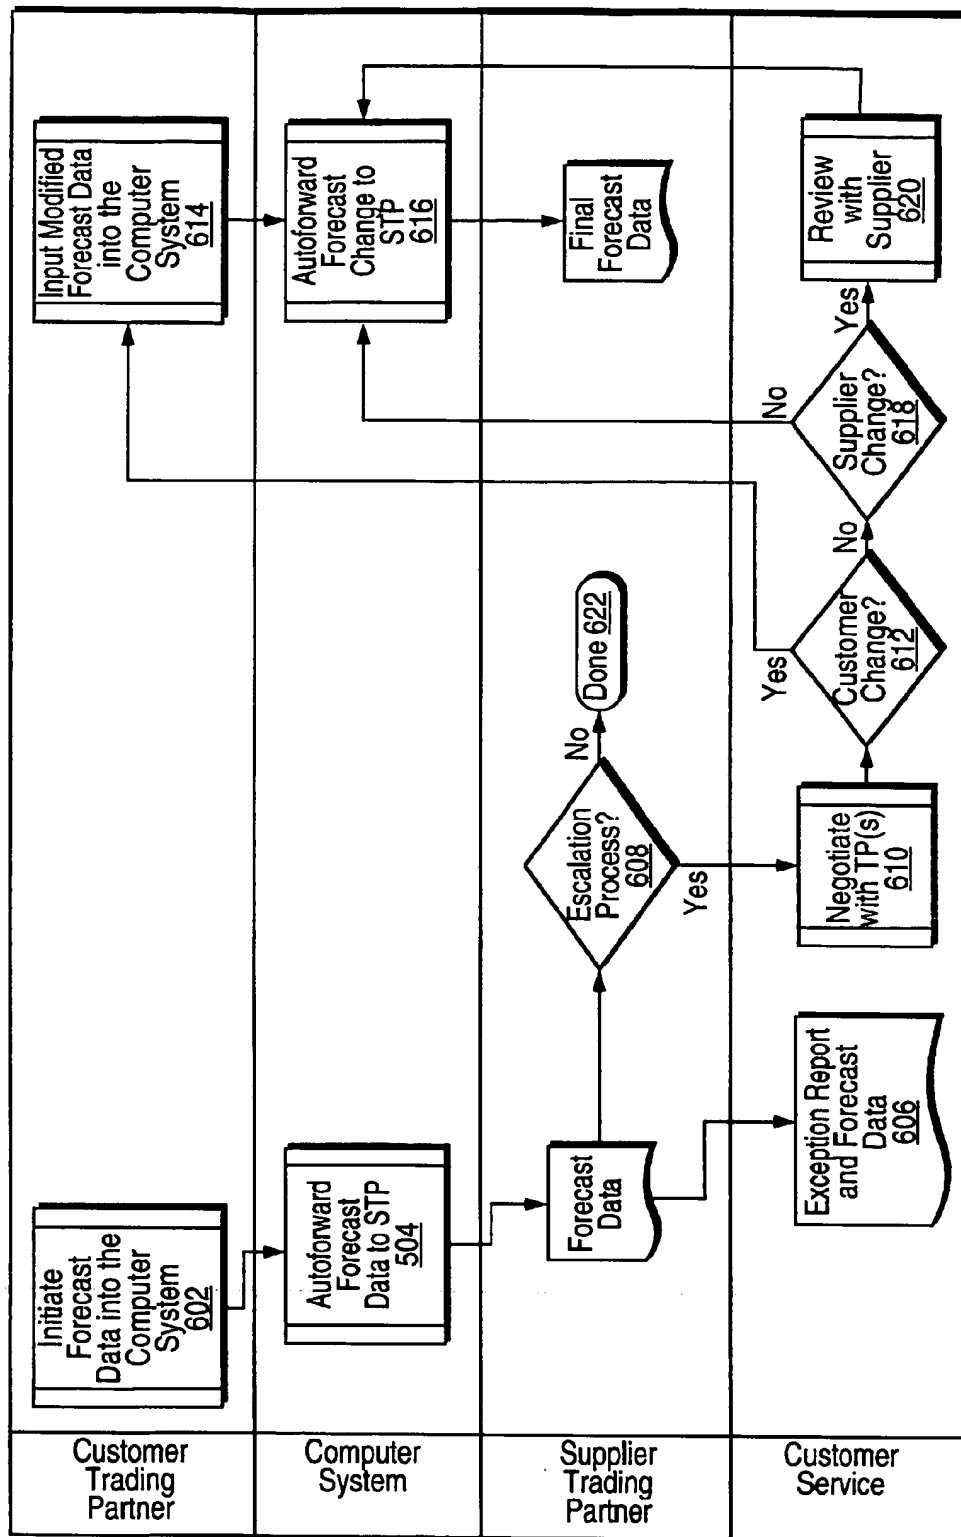 Customer
Trading
Partner
Initiate
Forecast
Data into the
Computer
System
602
Input Modified
Forecast Data
into the
Computer
System
614
Computer
System
Autoforward
Forecast
Data to STP
504
Autoforward
Forecast
Change to
STP
616
Supplier
Trading
Partner
Forecast
Data
Escalation
Process?
608
No
Yes
Done 622
Final
Forecast
Data
Customer
Service
Exception Report
and Forecast
Data
606
Negotiate
with TP(s)
610
Customer
Change?
612
Yes
No
Supplier
Change?
618
No
Yes
Review
with
Supplier
620